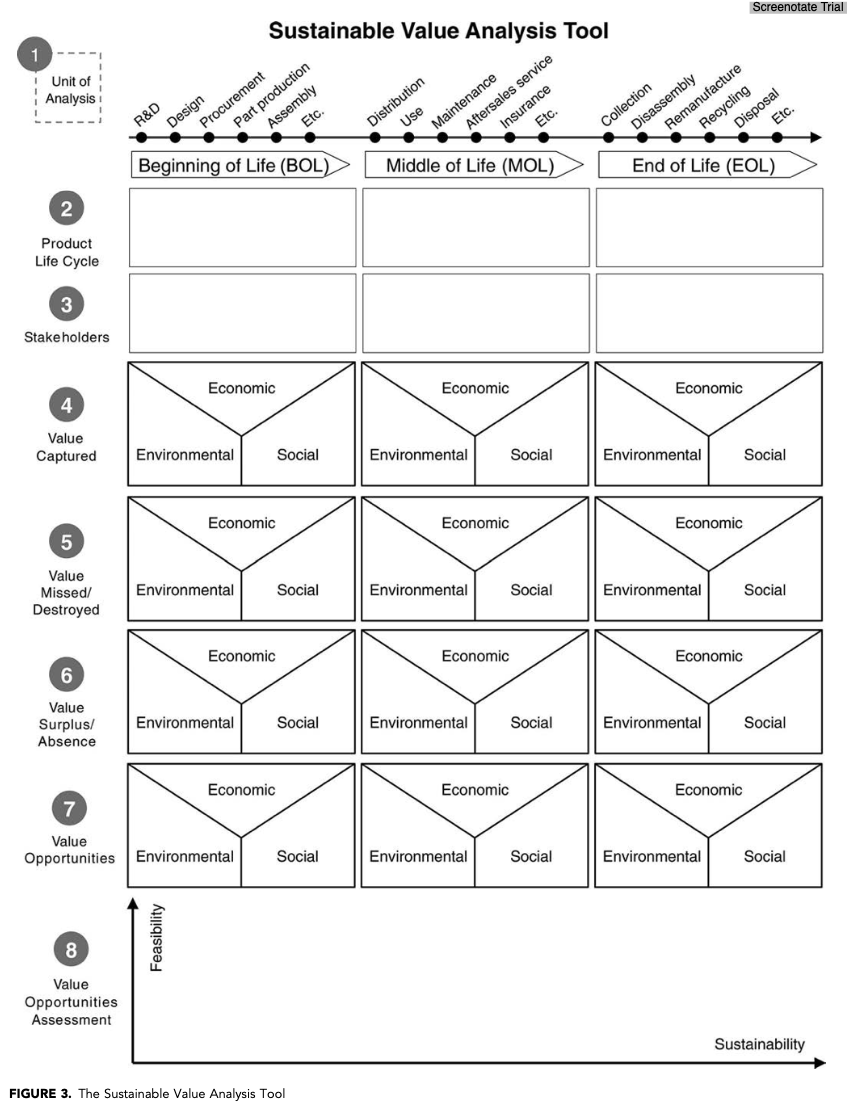 Screenotate Trial
Sustainable Value Analysis Tool
1
Unit of
Analysis
R&D
Design
Procurement
Part production
Assembly
Etc.
Distribution
Use
Maintenance
Aftersales service
Insurance
Etc.
Collection
Disassembly
Remanufacture
Recycling
Disposal
Etc.
Beginning of Life (BOL)
Middle of Life (MOL)
End of Life (EOL)
2
Product
Life Cycle
3
Stakeholders
4
Value
Captured
Economic
Environmental
Social
Economic
Environmental
Social
Economic
Environmental
Social
5
Value
Missed/
Destroyed
Economic
Environmental
Social
Economic
Environmental
Social
Economic
Environmental
Social
6
Value
Surplus/
Absence
Economic
Environmental
Social
Economic
Environmental
Social
Economic
Environmental
Social
7
Value
Opportunities
Economic
Environmental
Social
Economic
Environmental
Social
Economic
Environmental
Social
8
Value
Opportunities
Assessment
Feasibility
Sustainability
FIGURE 3. The Sustainable Value Analysis Tool